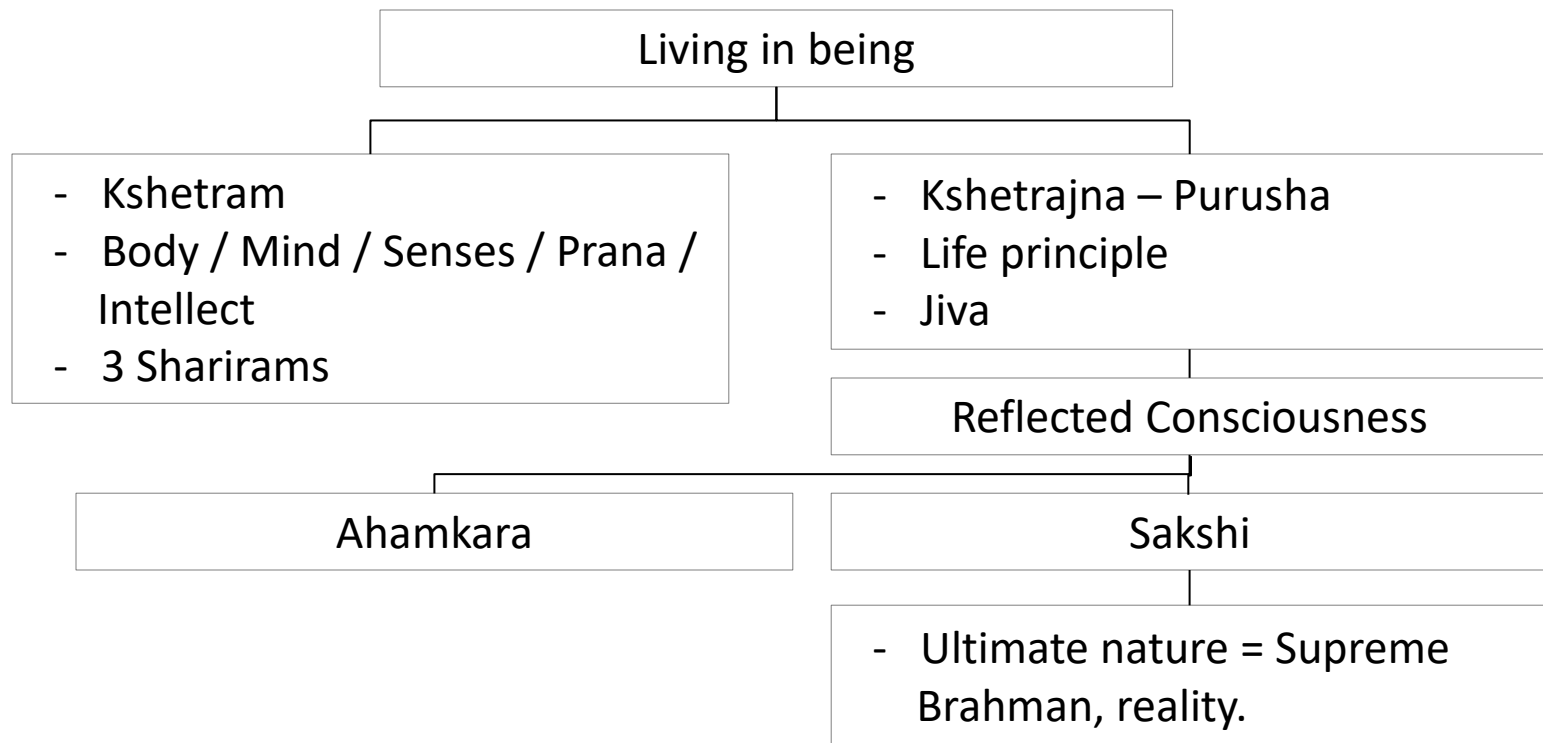 Living in being
- Kshetram
- Body / Mind / Senses / Prana /
Intellect
- 3 Sharirams
- Kshetrajna – Purusha
- Life principle
- Jiva
Reflected Consciousness
Ahamkara
Sakshi
- Ultimate nature = Supreme
Brahman, reality.